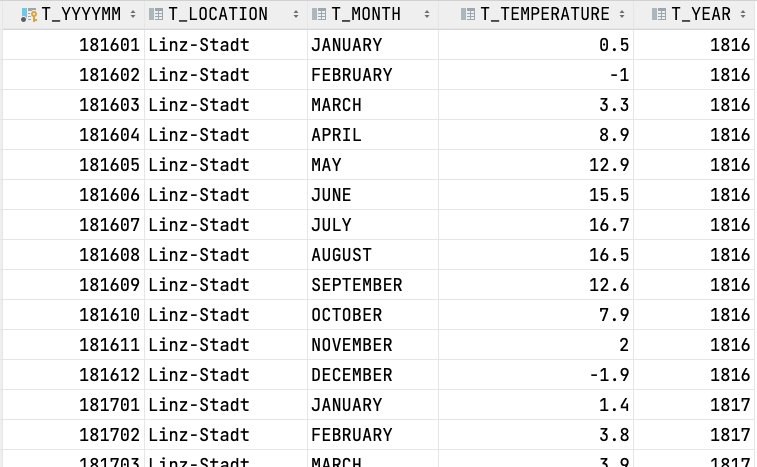 T_YYYYMM T_LOCATION T_MONTH T_TEMPERATURE T_YEAR
181601 Linz-Stadt JANUARY 0.5 1816
181602 Linz-Stadt FEBRUARY -1 1816
181603 Linz-Stadt MARCH 3.3 1816
181604 Linz-Stadt APRIL 8.9 1816
181605 Linz-Stadt MAY 12.9 1816
181606 Linz-Stadt JUNE 15.5 1816
181607 Linz-Stadt JULY 16.7 1816
181608 Linz-Stadt AUGUST 16.5 1816
181609 Linz-Stadt SEPTEMBER 12.6 1816
181610 Linz-Stadt OCTOBER 7.9 1816
181611 Linz-Stadt NOVEMBER 2 1816
181612 Linz-Stadt DECEMBER -1.9 1816
181701 Linz-Stadt JANUARY 1.4 1817
181702 Linz-Stadt FEBRUARY 3.8 1817
181703 Linz-Stadt MARCH 3.9 1817